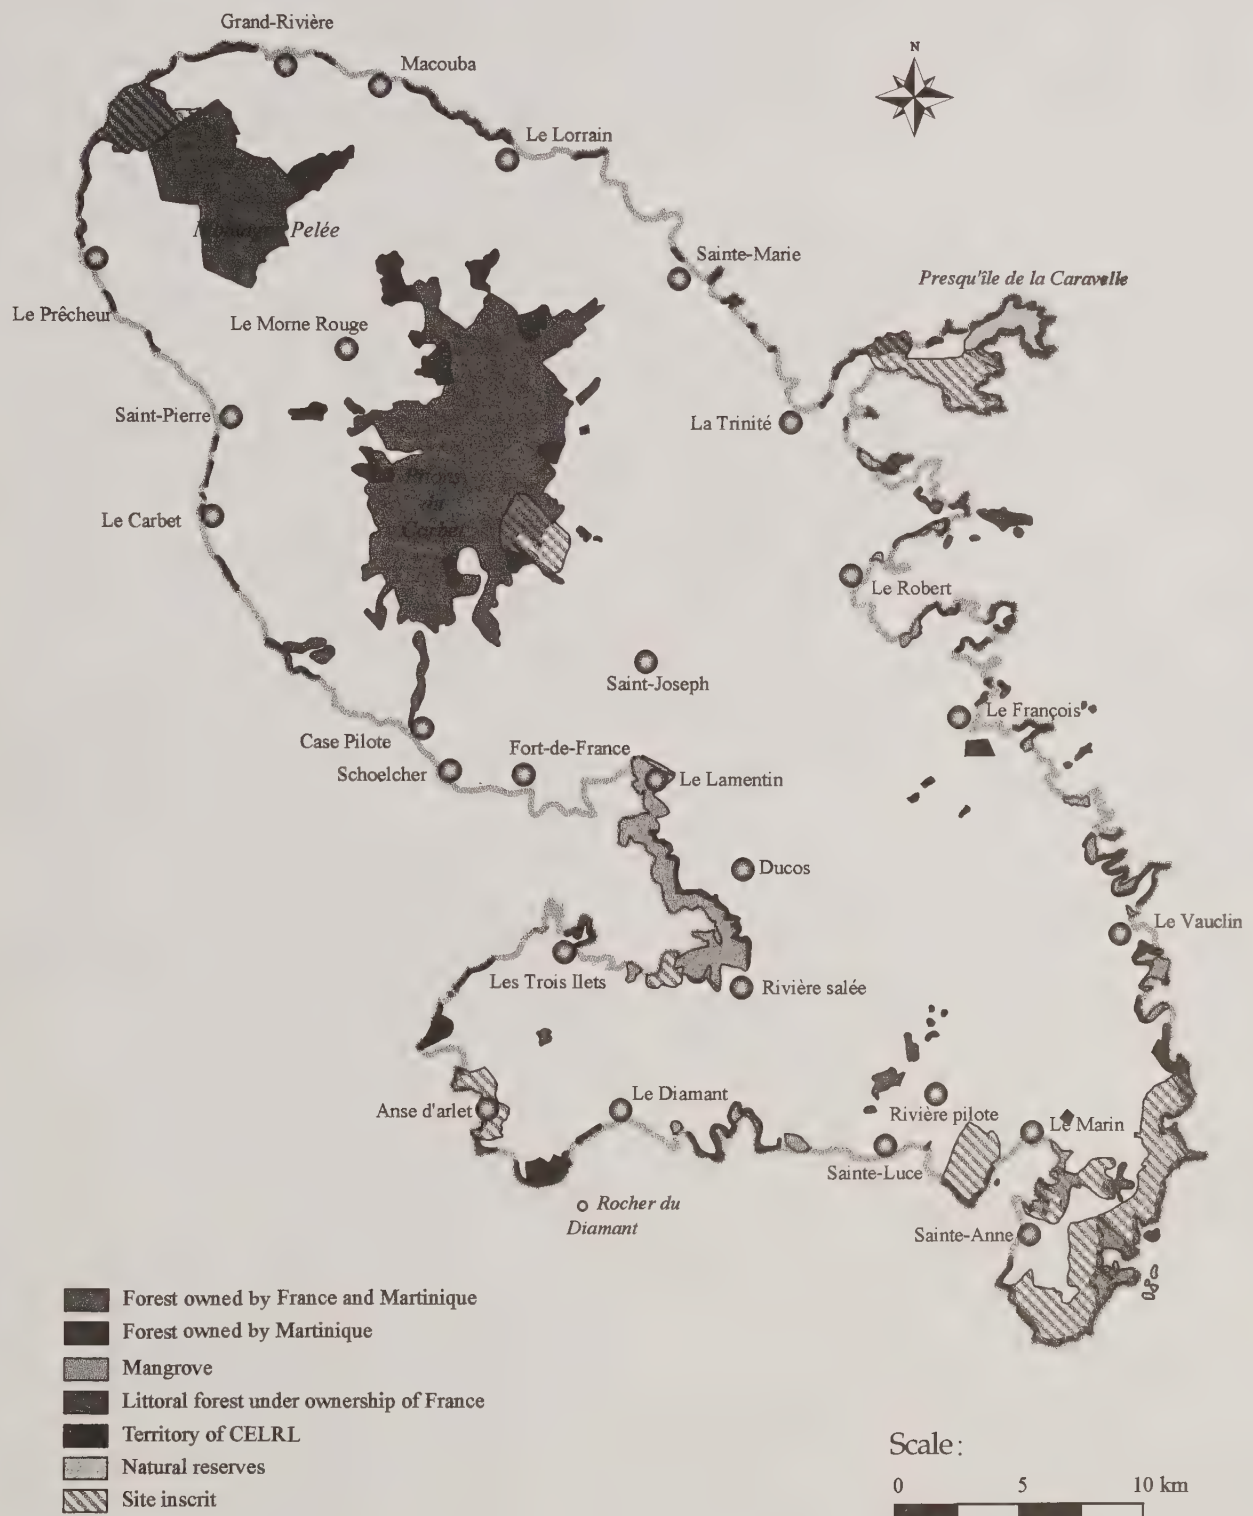 Grand-Rivière
Macouba
N
Le Lorrain
Pelée
Sainte-Marie
Presqu'île de la Caravelle
Le Prêcheur
Le Morne Rouge
Saint-Pierre
La Trinité
Pitons
du
Carbet
Le Carbet
Le Robert
Saint-Joseph
Le François
Case Pilote
Fort-de-France
Schoelcher
Le Lamentin
Ducos
Le Vauclin
Les Trois Ilets
Rivière salée
Anse d'arlet
Le Diamant
Rivière pilote
Le Marin
Sainte-Luce
Rocher du
Diamant
Sainte-Anne
Forest owned by France and Martinique
Forest owned by Martinique
Mangrove
Littoral forest under ownership of France
Territory of CELRL
Natural reserves
Site inscrit
Scale:
0 5 10 km